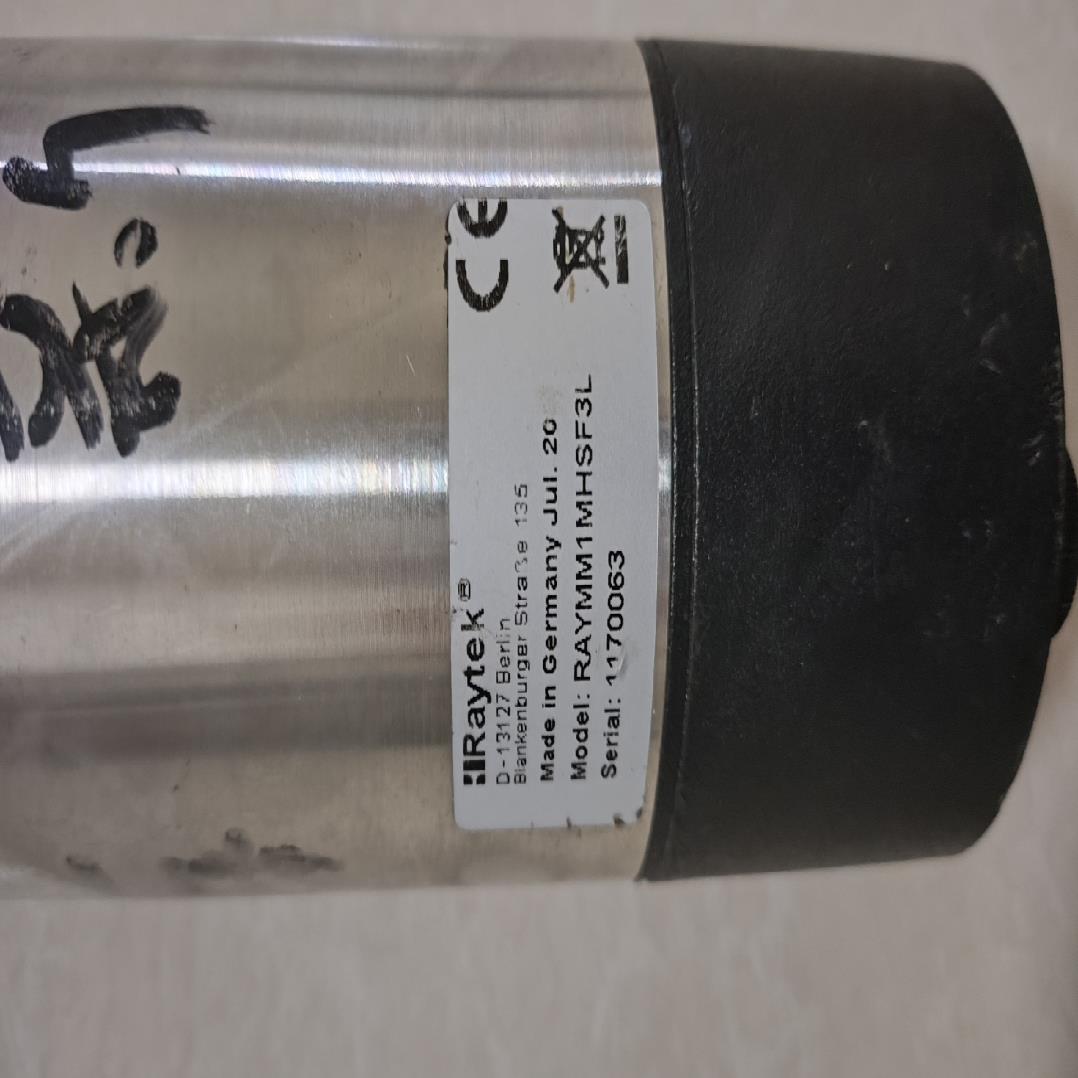 Raytek®
D-13127 Berlin
Blankenburger Straße 135
Made in Germany Jul. 20
Model: RAYMM1MHSF3L
Serial: 1170063
CE